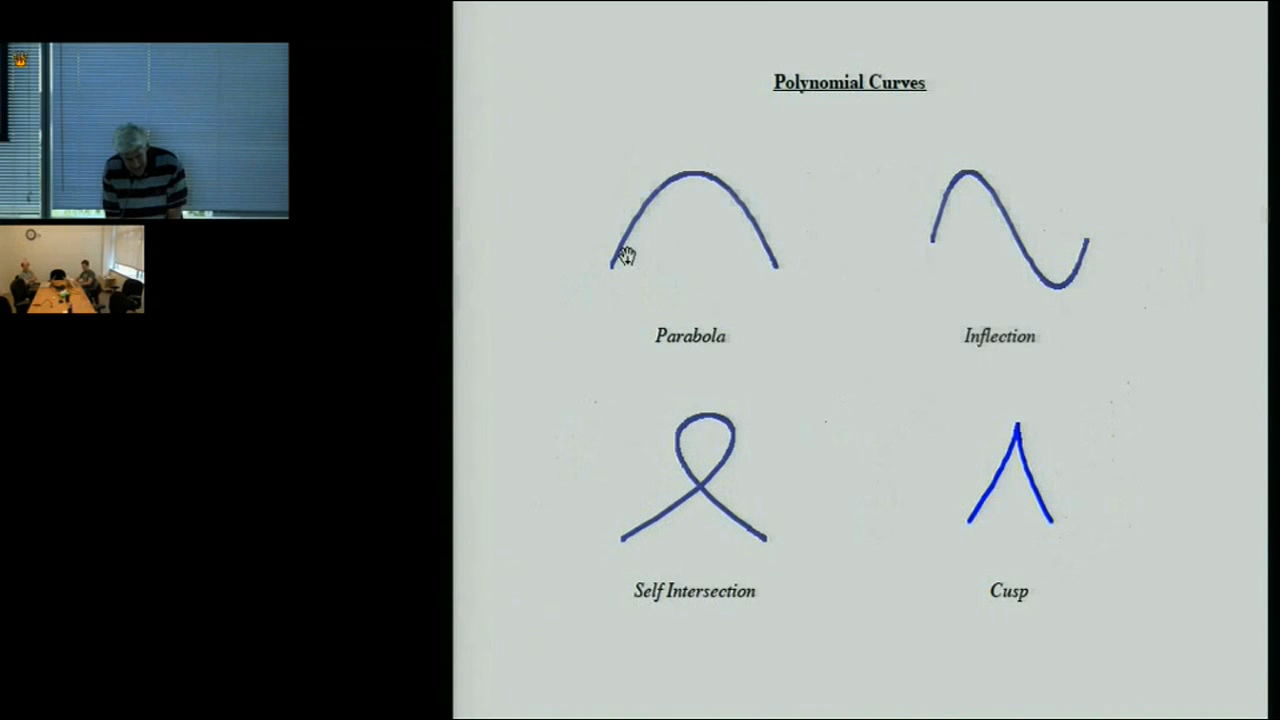 Polynomial Curves
Parabola
Inflection
Self Intersection
Cusp